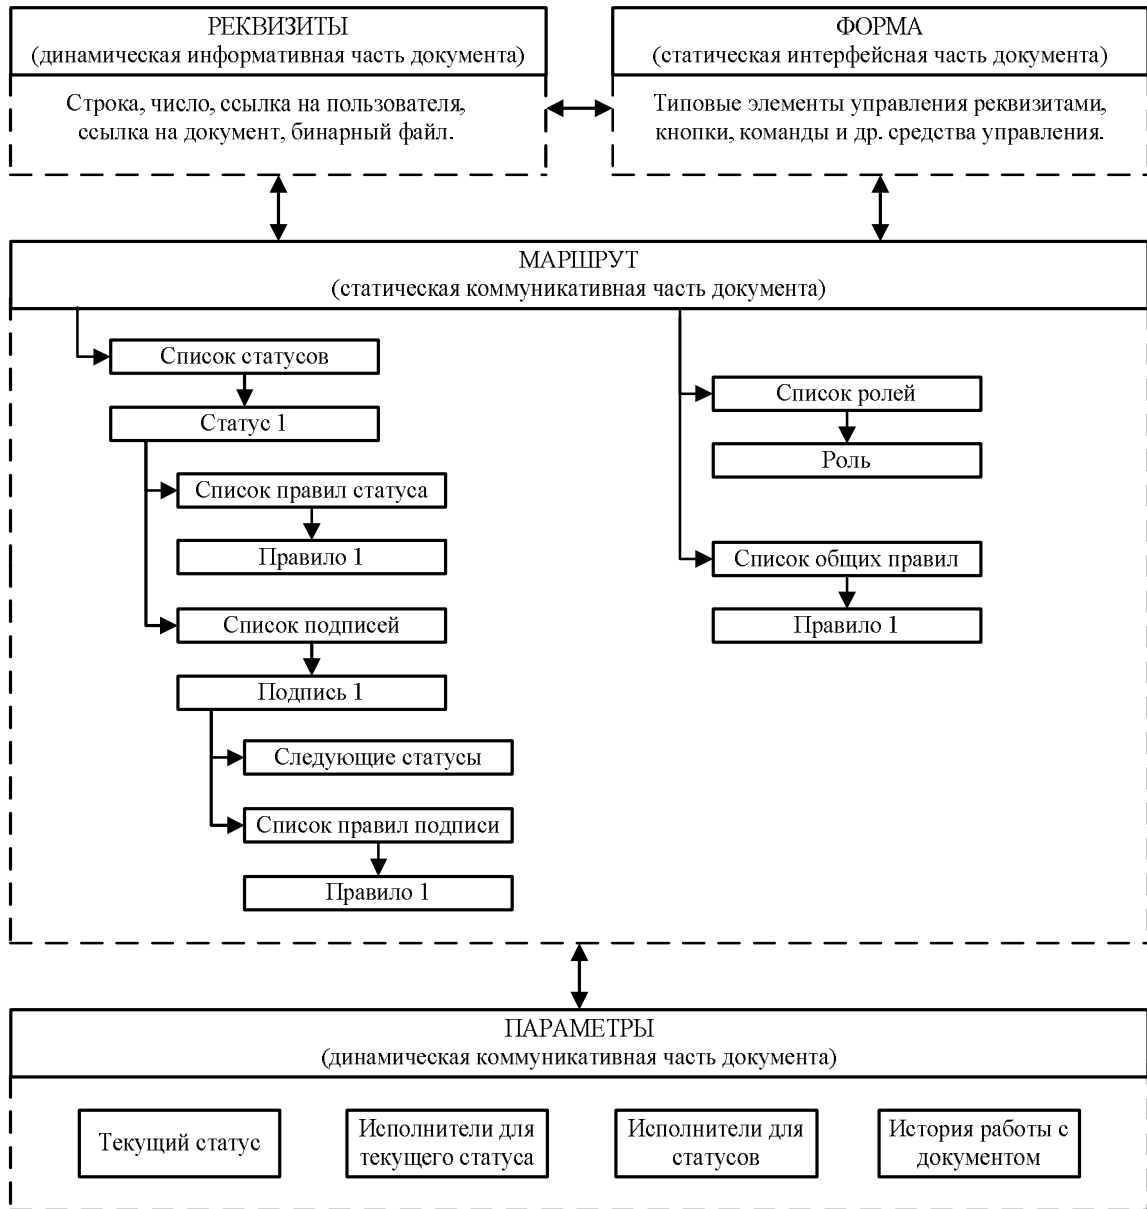 РЕКВИЗИТЫ
(динамическая информативная часть документа)
Строка, число, ссылка на пользователя,
ссылка на документ, бинарный файл.
ФОРМА
(статическая интерфейсная часть документа)
Типовые элементы управления реквизитами,
кнопки, команды и др. средства управления.
МАРШРУТ
(статическая коммуникативная часть документа)
Список статусов
Статус 1
Список правил статуса
Правило 1
Список подписей
Подпись 1
Следующие статусы
Список правил подписи
Правило 1
Список ролей
Роль
Список общих правил
Правило 1
ПАРАМЕТРЫ
(динамическая коммуникативная часть документа)
Текущий статус
Исполнители для
текущего статуса
Исполнители для
статусов
История работы с
документом